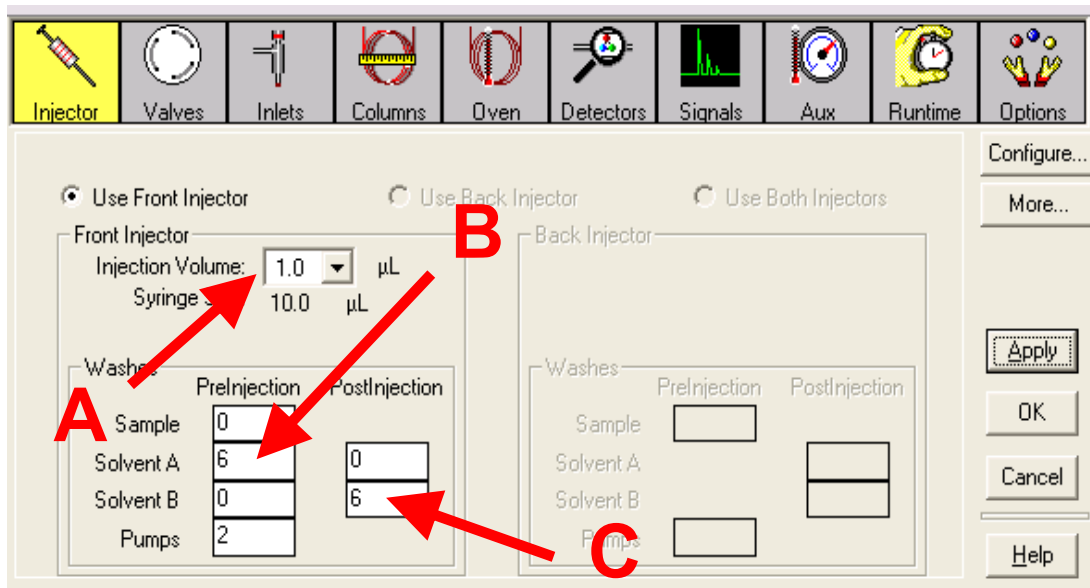 Injector Valves Inlets Columns Oven Detectors Signals Aux Runtime Options
Configure...
Use Front Injector Use Back Injector Use Both Injectors
More...
B
Front Injector Back Injector
Injection Volume: 1.0 µL
Syringe 10.0 µL
Apply
Washes Washes
A
PreInjection PostInjection PreInjection PostInjection
Sample 0 Sample
OK
Solvent A 6 0 Solvent A
Cancel
Solvent B 0 6 Solvent B
Pumps 2 Pumps
C
Help